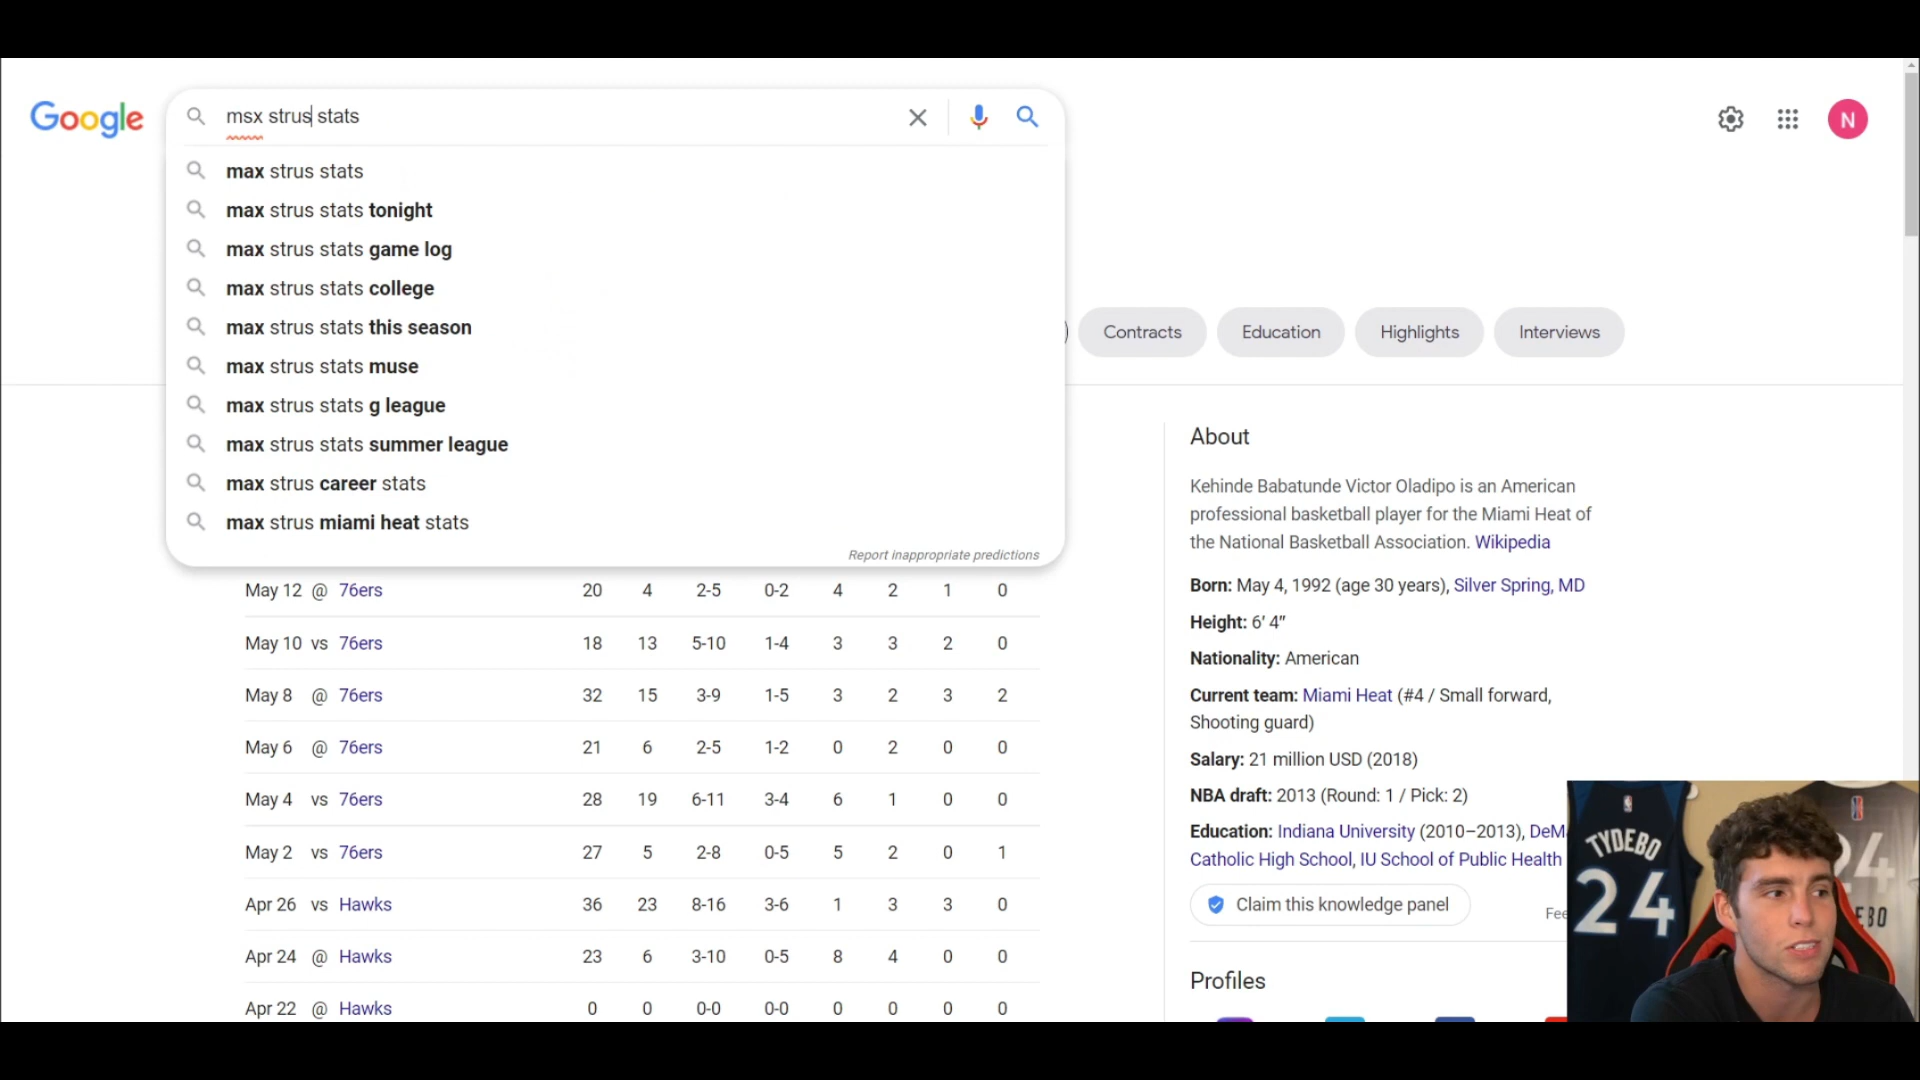 Google
msx strus stats
N
max strus stats
max strus stats tonight
max strus stats game log
max strus stats college
max strus stats this season
max strus stats muse
max strus stats g league
max strus stats summer league
max strus career stats
max strus miami heat stats
Report inappropriate predictions
) Contracts Education Highlights Interviews
May 12 @ 76ers 20 4 2-5 0-2 4 2 1 0
May 10 vs 76ers 18 13 5-10 1-4 3 3 2 0
May 8 @ 76ers 32 15 3-9 1-5 3 2 3 2
May 6 @ 76ers 21 6 2-5 1-2 0 2 0 0
May 4 vs 76ers 28 19 6-11 3-4 6 1 0 0
May 2 vs 76ers 27 5 2-8 0-5 5 2 0 1
Apr 26 vs Hawks 36 23 8-16 3-6 1 3 3 0
Apr 24 @ Hawks 23 6 3-10 0-5 8 4 0 0
Apr 22 @ Hawks 0 0 0-0 0-0 0 0 0 0
About
Kehinde Babatunde Victor Oladipo is an American
professional basketball player for the Miami Heat of
the National Basketball Association. Wikipedia
Born: May 4, 1992 (age 30 years), Silver Spring, MD
Height: 6′ 4″
Nationality: American
Current team: Miami Heat (#4 / Small forward,
Shooting guard)
Salary: 21 million USD (2018)
NBA draft: 2013 (Round: 1 / Pick: 2)
Education: Indiana University (2010–2013), DeM
Catholic High School, IU School of Public Health
Claim this knowledge panel
Fee
Profiles
TYDEBO
24
24
EBO